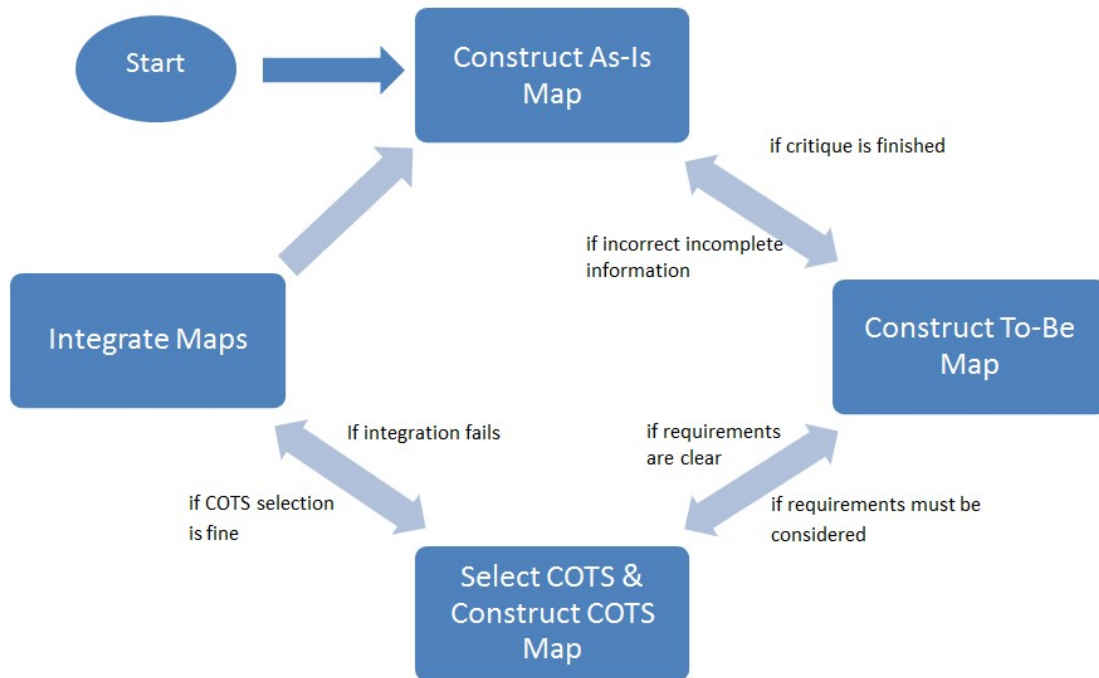 Start
Construct As-Is
Map
if critique is finished
if incorrect incomplete
information
Integrate Maps
Construct To-Be
Map
If integration fails
if requirements
are clear
if COTS selection
is fine
if requirements must be
considered
Select COTS &
Construct COTS
Map